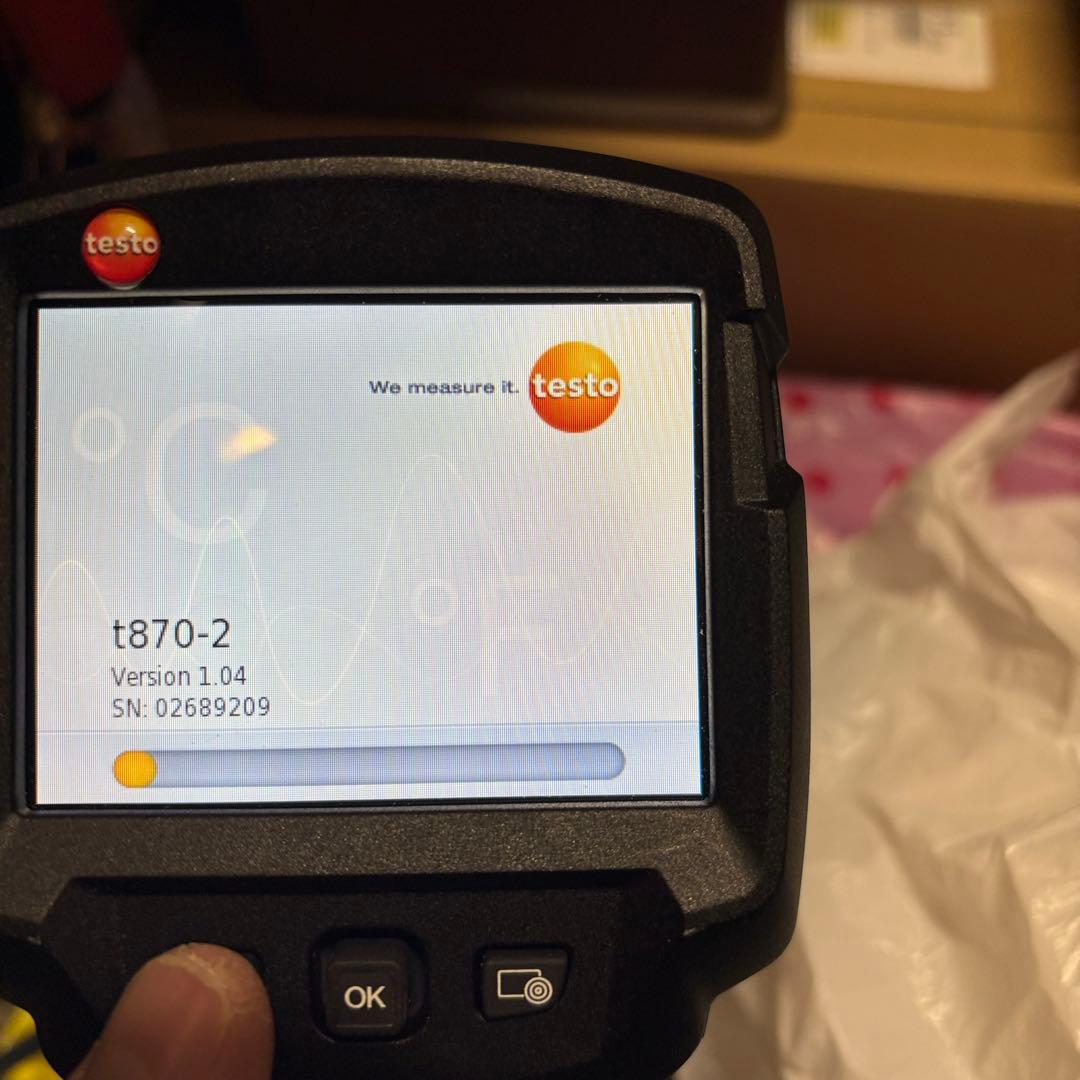 testo
We measure it. testo
°C
°F
t870-2
Version 1.04
SN: 02689209
OK